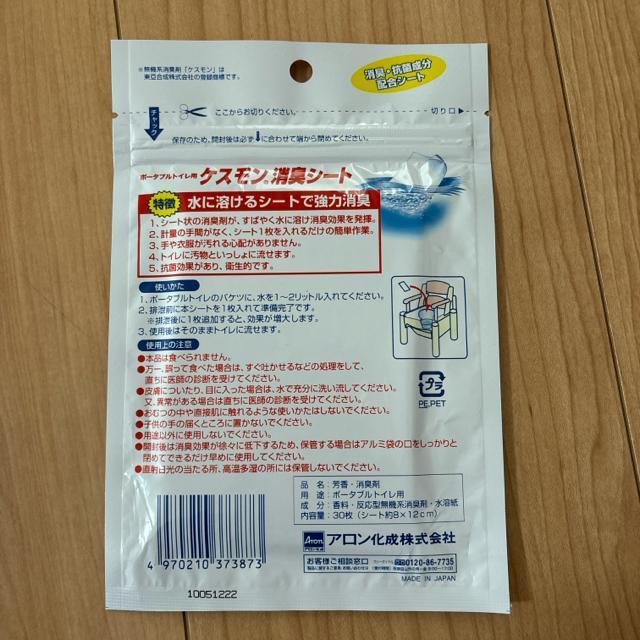 ※無機系消臭剤「ケスモン」は
東亞合成株式会社の登録商標です。
消臭・抗菌成分
配合シート
チャック
ここからお切りください。
切り口
保存のため、開封後は必ず に合わせて端から閉めてください。
ポータブルトイレ用 ケスモン®消臭シート
特徴 水に溶けるシートで強力消臭
1. シート状の消臭剤が、すばやく水に溶け消臭効果を発揮。
2. 計量の手間がなく、シート1枚を入れるだけの簡単作業。
3. 手や衣服が汚れる心配がありません。
4. トイレに汚物といっしょに流せます。
5. 抗菌効果があり、衛生的です。
使いかた
1. ポータブルトイレのバケツに、水を1〜2リットル入れてください。
2. 排泄前に本シートを1枚入れて準備完了です。
※排泄後に1枚追加すると、効果が増大します。
3. 使用後はそのままトイレに流せます。
使用上の注意
●本品は食べられません。
●万一、誤って食べた場合は、すぐ吐かせるなどの処理をして、
直ちに医師の診断を受けてください。
●皮膚についたり、目に入った場合は、水で充分に洗い流してください。
又、異常がある場合は直ちに医師の診断を受けてください。
●おむつの中や直接肌に触れるような使いかたはしないでください。
●子供の手の届くところに置かないでください。
●用途以外に使用しないでください。
●開封後は消臭効果が徐々に低下するため、保管する場合はアルミ袋の口をしっかりと
閉めてできるだけ早めに使用してください。
●直射日光の当たる所、高温多湿の所には保管しないでください。
プラ
PE,PET
品名：芳香・消臭剤
用途：ポータブルトイレ用
成分：香料・反応型無機系消臭剤・水溶紙
内容量：30枚（シート約8×12cm）
Aron アロン化成株式会社
お客様ご相談窓口
0120-86-7735
MADE IN JAPAN
4 970210 373873
10051222